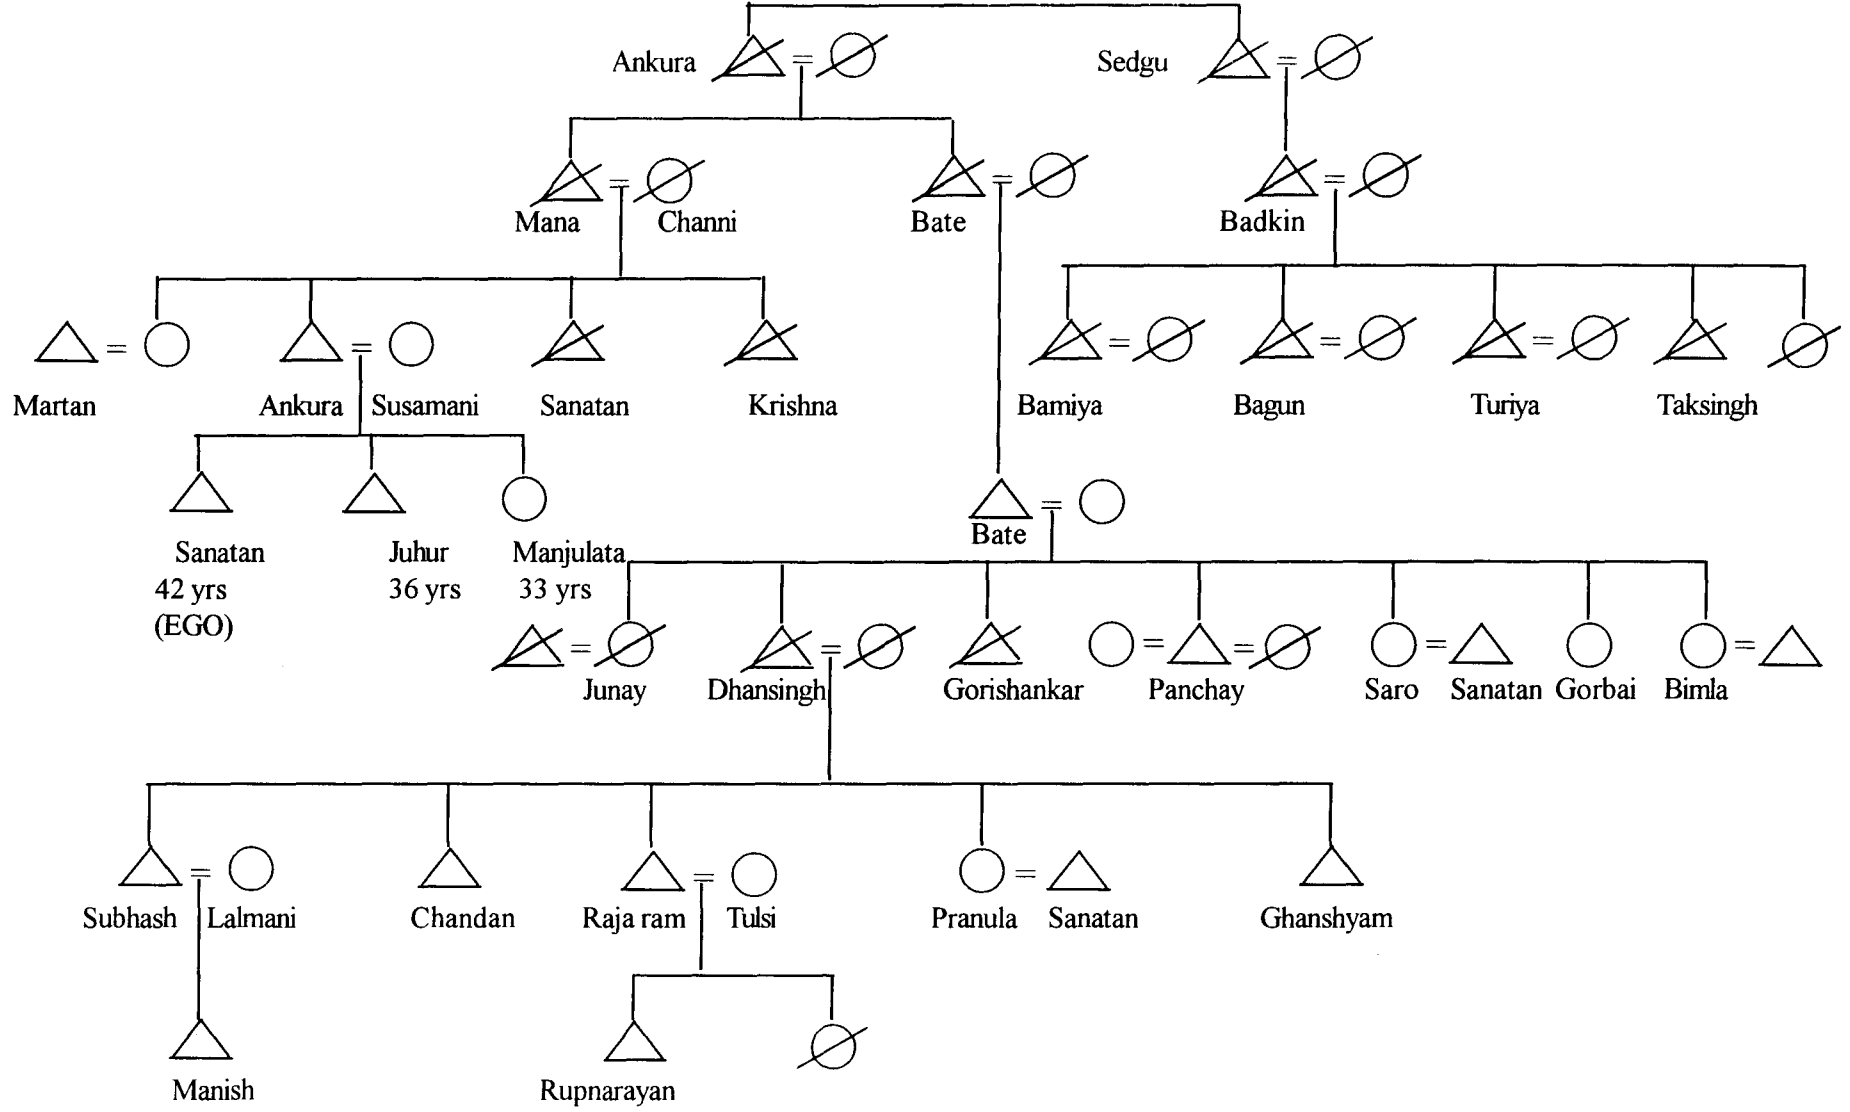 Ankura Sedgu
Mana Channi Bate Badkin
Martan Ankura Susamani Sanatan Krishna Bamiya Bagun Turiya Taksingh
Bate
Sanatan Juhur Manjulata
42 yrs 36 yrs 33 yrs
(EGO)
Junay Dhansingh Gorishankar Panchay Saro Sanatan Gorbai Bimla
Subhash Lalmani Chandan Raja ram Tulsi Pranula Sanatan Ghanshyam
Manish Rupnarayan